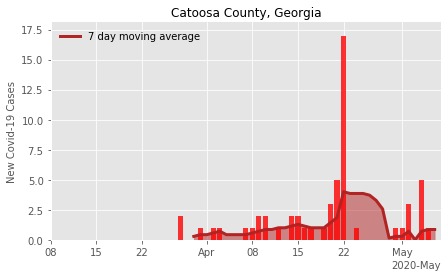 Catoosa County, Georgia
7 day moving average
New Covid-19 Cases
17.5
15.0
12.5
10.0
7.5
5.0
2.5
0.0
08 15 22 Apr 08 15 22 May
2020-May